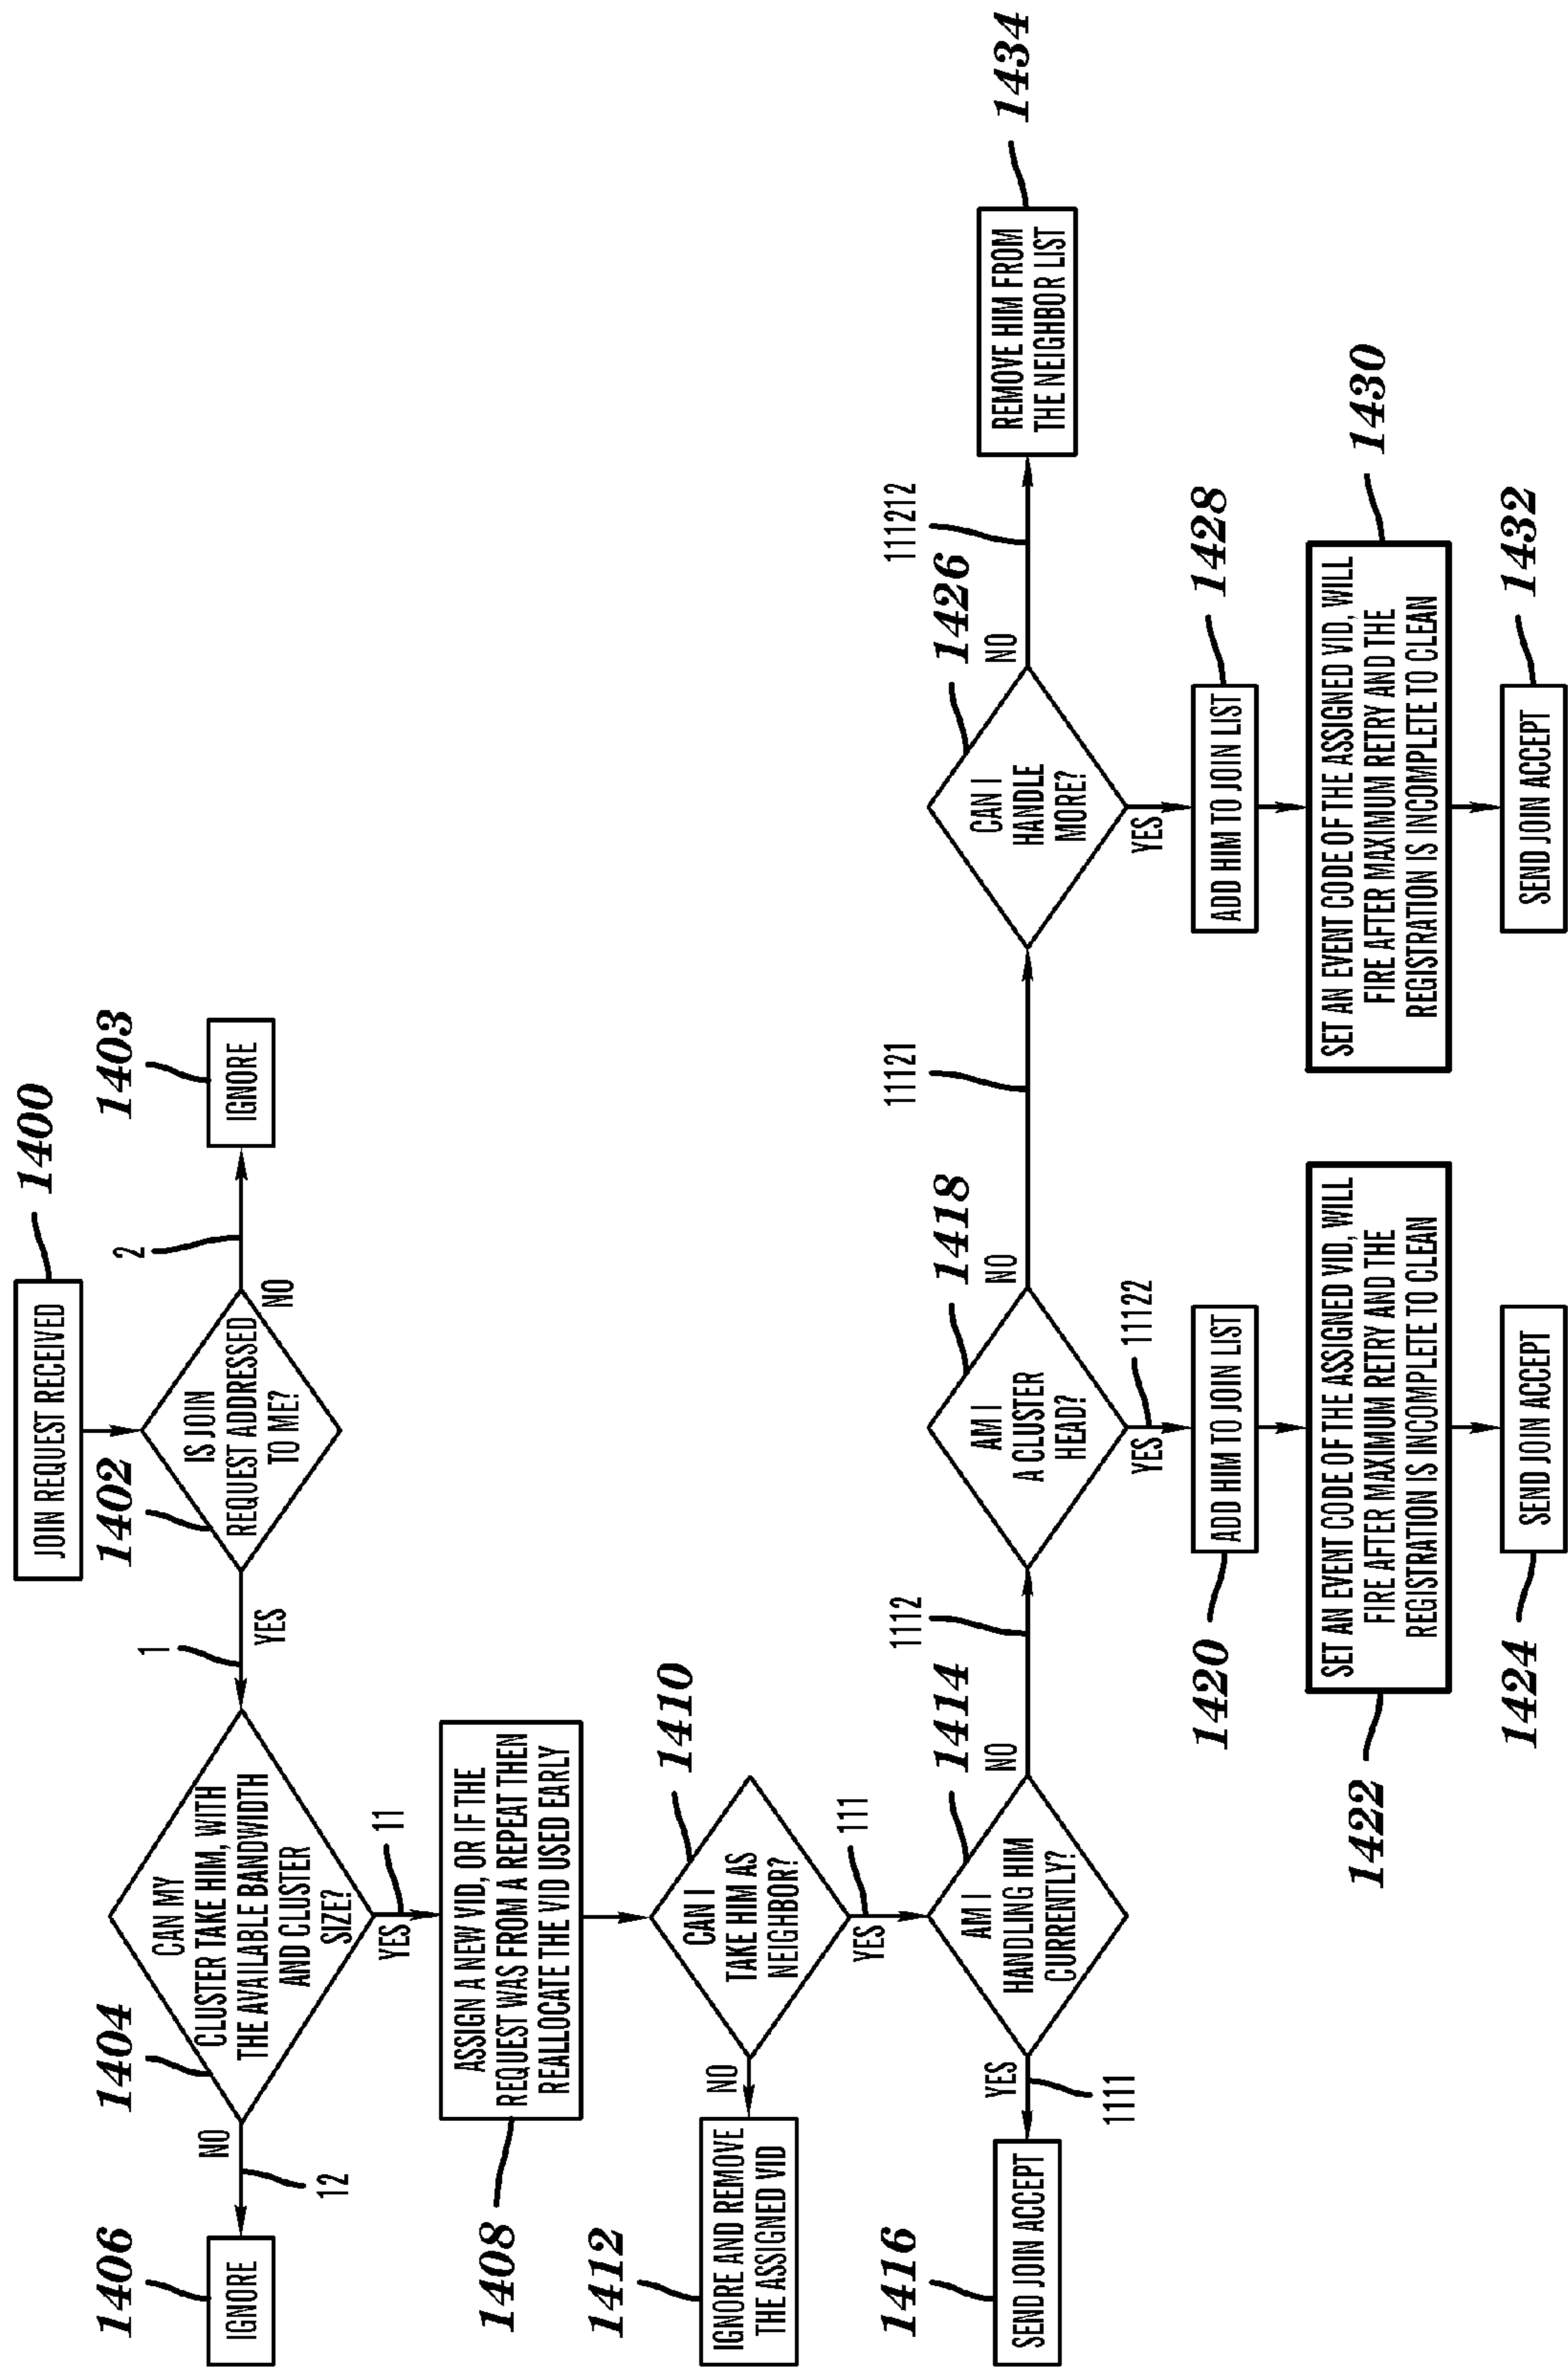 JOIN REQUEST RECEIVED
1400
1402
IS JOIN
REQUEST ADDRESSED
TO ME?
NO
2
1403
IGNORE
YES
1
1404
CAN MY
CLUSTER TAKE HIM, WITH
THE AVAILABLE BANDWIDTH
AND CLUSTER
SIZE?
NO
12
1406
IGNORE
YES
11
1408
ASSIGN A NEW VID, OR IF THE
REQUEST WAS FROM A REPEAT THEN
REALLOCATE THE VID USED EARLY
1410
CAN I
TAKE HIM AS
NEIGHBOR?
NO
1412
IGNORE AND REMOVE
THE ASSIGNED VID
YES
111
1414
AM I
HANDLING HIM
CURRENTLY?
YES
1111
1416
SEND JOIN ACCEPT
NO
1112
1418
AM I
A CLUSTER
HEAD?
YES
11122
1420
ADD HIM TO JOIN LIST
1422
SET AN EVENT CODE OF THE ASSIGNED VID, WILL
FIRE AFTER MAXIMUM RETRY AND THE
REGISTRATION IS INCOMPLETE TO CLEAN
1424
SEND JOIN ACCEPT
NO
11121
1426
CAN I
HANDLE
MORE?
YES
1428
ADD HIM TO JOIN LIST
1430
SET AN EVENT CODE OF THE ASSIGNED VID, WILL
FIRE AFTER MAXIMUM RETRY AND THE
REGISTRATION IS INCOMPLETE TO CLEAN
1432
SEND JOIN ACCEPT
NO
111212
1434
REMOVE HIM FROM
THE NEIGHBOR LIST